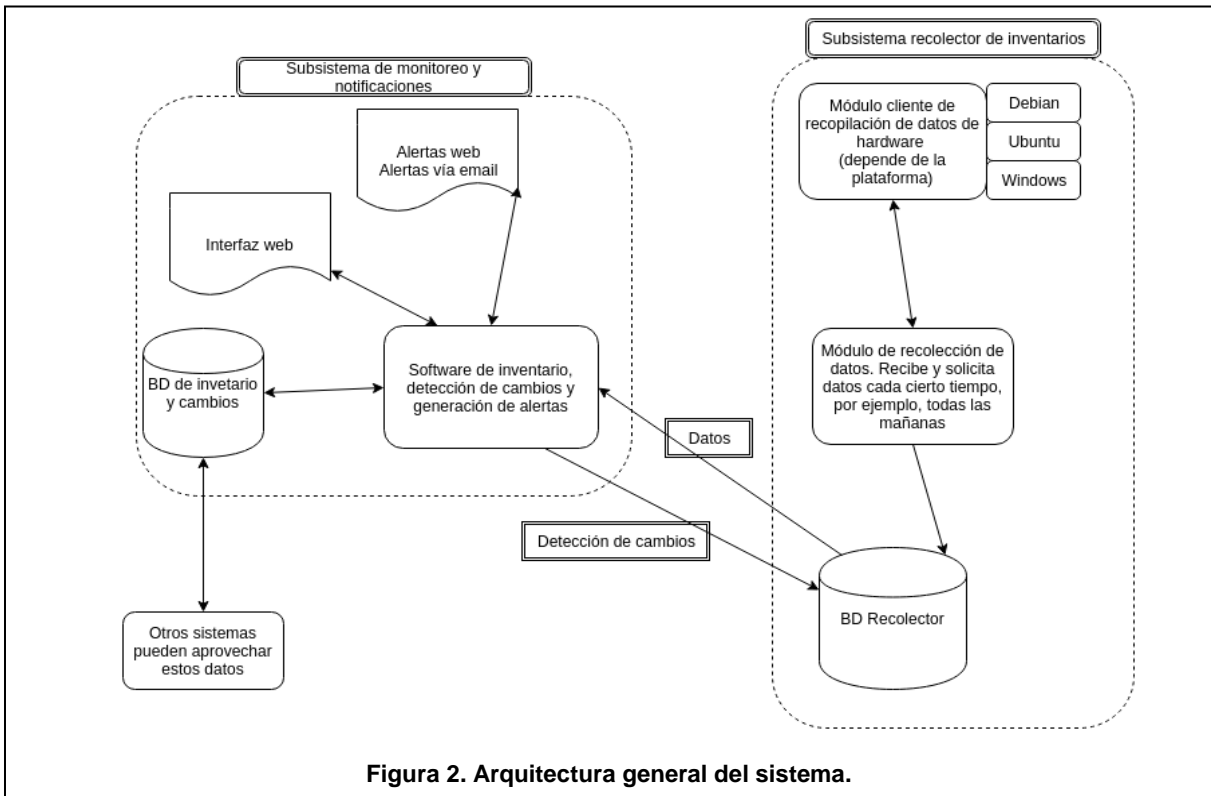 Subsistema de monitoreo y
notificaciones
Alertas web
Alertas vía email
Interfaz web
BD de invetario
y cambios
Software de inventario,
detección de cambios y
generación de alertas
Otros sistemas
pueden aprovechar
estos datos
Datos
Detección de cambios
Subsistema recolector de inventarios
Módulo cliente de
recopilación de datos de
hardware
(depende de la
plataforma)
Debian
Ubuntu
Windows
Módulo de recolección de
datos. Recibe y solicita
datos cada cierto tiempo,
por ejemplo, todas las
mañanas
BD Recolector
Figura 2. Arquitectura general del sistema.